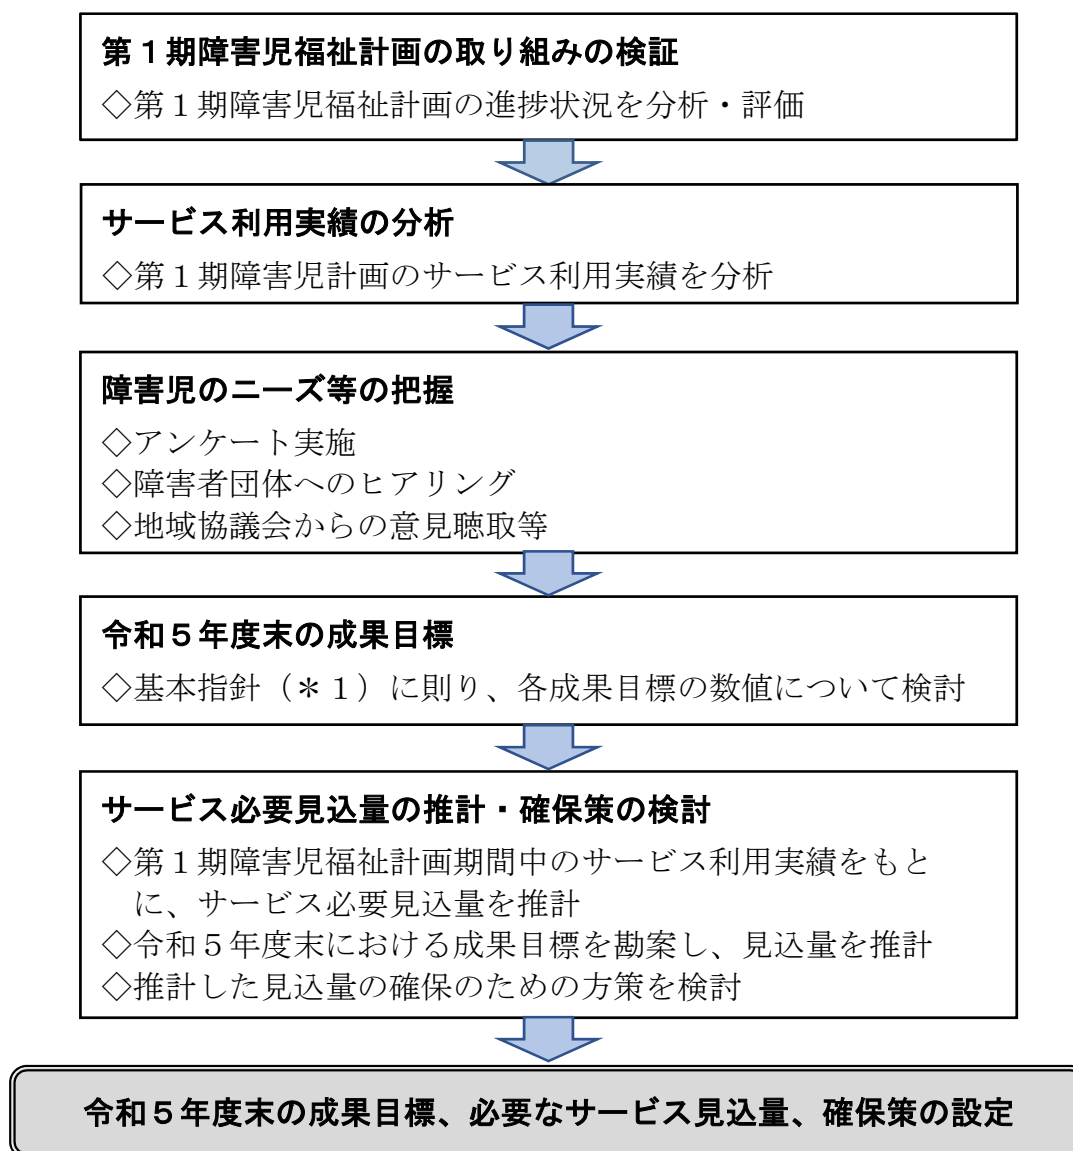 第１期障害児福祉計画の取り組みの検証
◇第１期障害児福祉計画の進捗状況を分析・評価
サービス利用実績の分析
◇第１期障害児計画のサービス利用実績を分析
障害児のニーズ等の把握
◇アンケート実施
◇障害者団体へのヒアリング
◇地域協議会からの意見聴取等
令和５年度末の成果目標
◇基本指針（＊１）に則り、各成果目標の数値について検討
サービス必要見込量の推計・確保策の検討
◇第１期障害児福祉計画期間中のサービス利用実績をもと
に、サービス必要見込量を推計
◇令和５年度末における成果目標を勘案し、見込量を推計
◇推計した見込量の確保のための方策を検討
令和５年度末の成果目標、必要なサービス見込量、確保策の設定